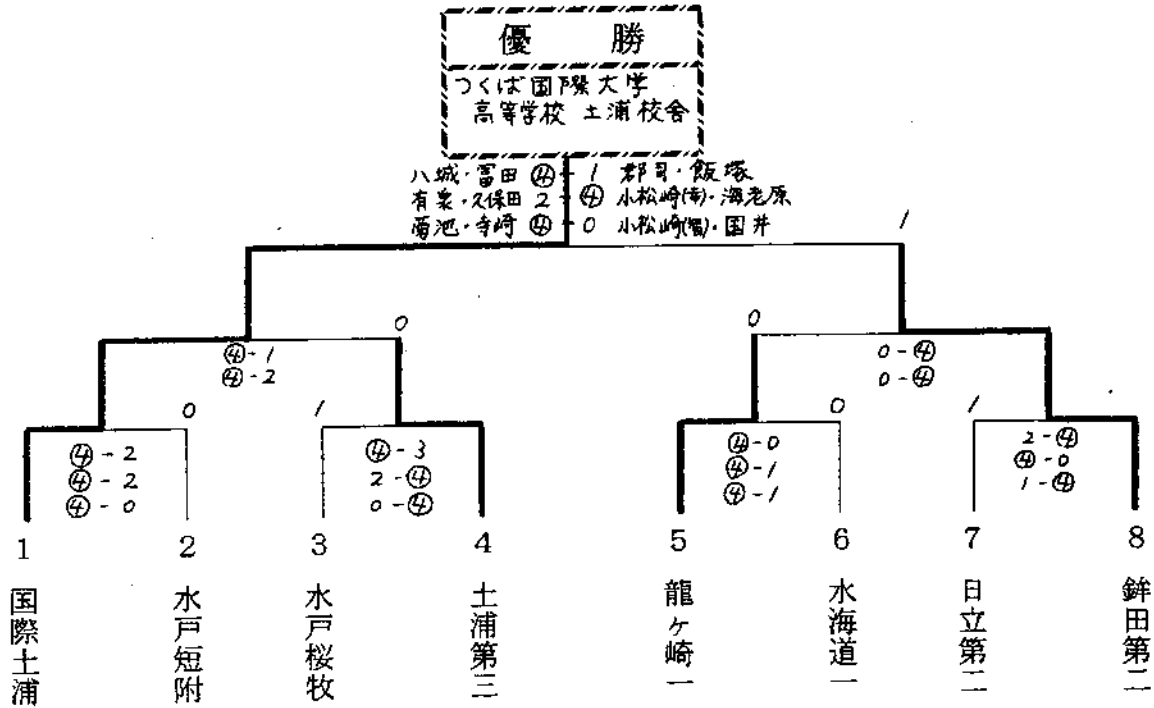 優 勝
つくば国際大学
高等学校 土浦校舎
八城・冨田 ④-1 郡司・飯塚
有泉・久保田 2-④ 小松崎(幸)・海老原
菊池・寺崎 ④-0 小松崎(智)・国井
1
0
0
④-1
④-2
0-④
0-④
0
1
0
1
④-2
④-2
④-0
④-3
2-④
0-④
④-0
④-1
④-1
2-④
④-0
1-④
1 2 3 4 5 6 7 8
国際土浦
水戸短附
水戸桜牧
土浦第三
龍ヶ崎一
水海道一
日立第二
鉾田第二